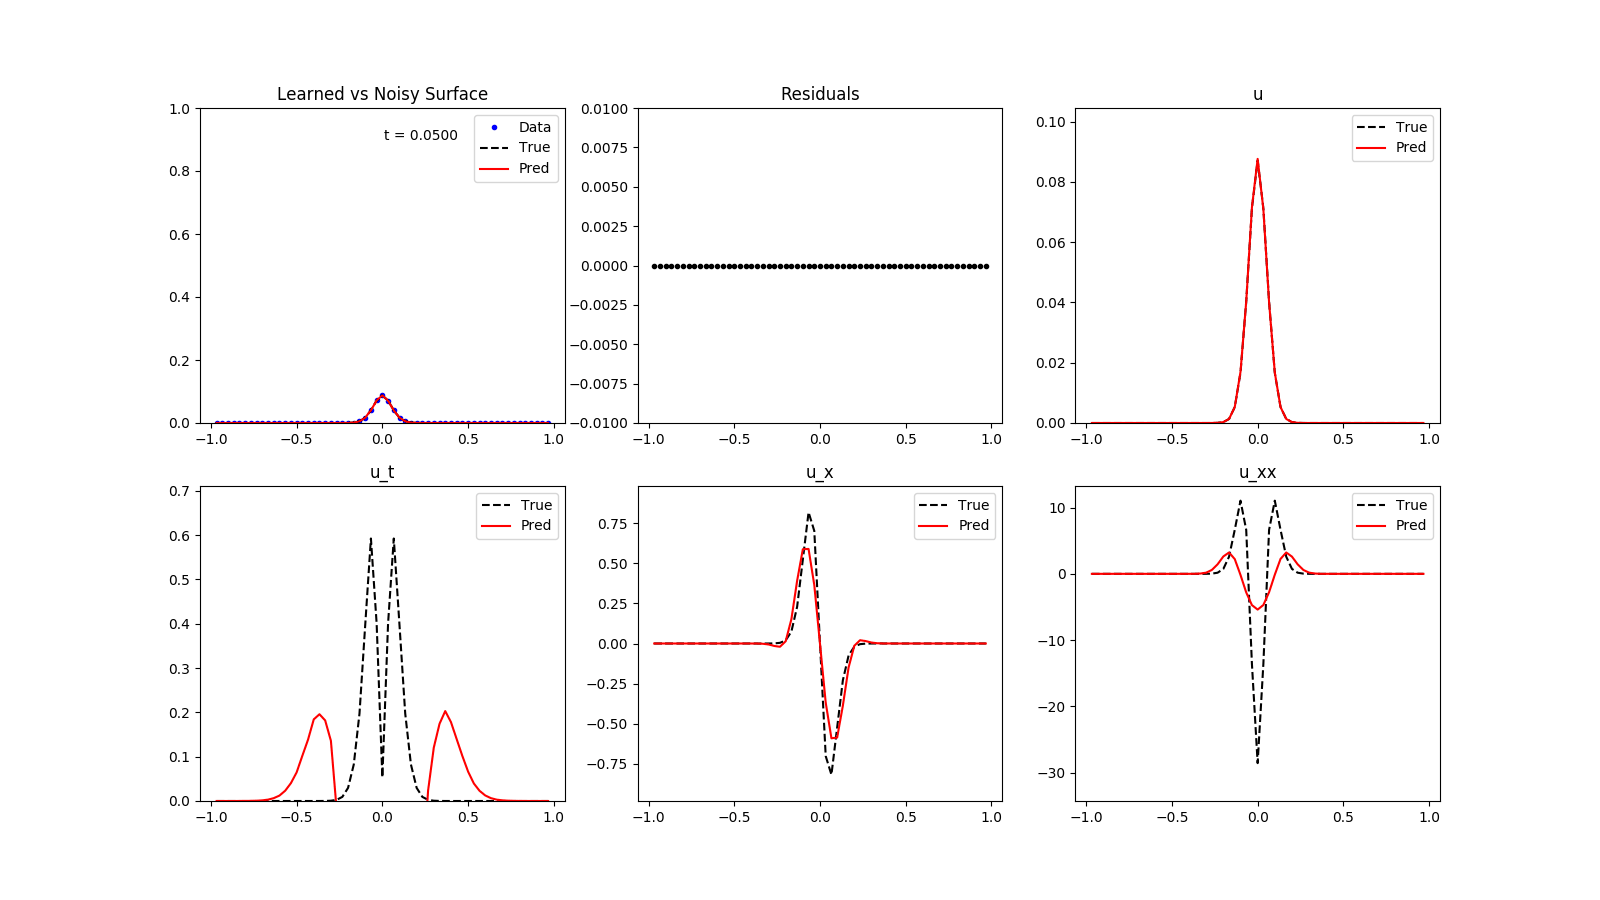 Learned vs Noisy Surface
t = 0.0500
Data
True
Pred
1.0
0.8
0.6
0.4
0.2
0.0
−1.0 −0.5 0.0 0.5 1.0
Residuals
0.0100
0.0075
0.0050
0.0025
0.0000
−0.0025
−0.0050
−0.0075
−0.0100
−1.0 −0.5 0.0 0.5 1.0
u
True
Pred
0.10
0.08
0.06
0.04
0.02
0.00
−1.0 −0.5 0.0 0.5 1.0
u_t
True
Pred
0.7
0.6
0.5
0.4
0.3
0.2
0.1
0.0
−1.0 −0.5 0.0 0.5 1.0
u_x
True
Pred
0.75
0.50
0.25
0.00
−0.25
−0.50
−0.75
−1.0 −0.5 0.0 0.5 1.0
u_xx
True
Pred
10
0
−10
−20
−30
−1.0 −0.5 0.0 0.5 1.0